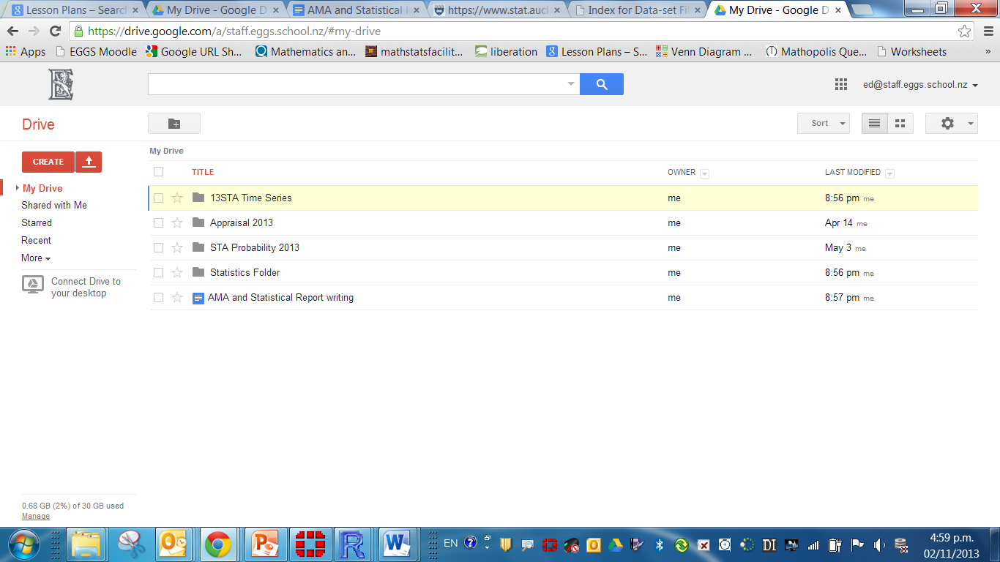 Lesson Plans – Search
My Drive - Google D
AMA and Statistical
https://www.stat.auck
Index for Data-set Fil
My Drive - Google D
https://drive.google.com/a/staff.eggs.school.nz/#my-drive
Apps
EGGS Moodle
Google URL Sh...
Mathematics an...
mathstatsfacilit...
liberation
Lesson Plans – S...
Venn Diagram ...
Mathopolis Que...
Worksheets
»
ed@staff.eggs.school.nz
Drive
Sort
CREATE
My Drive
Shared with Me
Starred
Recent
More
Connect Drive to
your desktop
My Drive
TITLE OWNER LAST MODIFIED
13STA Time Series me 8:56 pm me
Appraisal 2013 me Apr 14 me
STA Probability 2013 me May 3 me
Statistics Folder me 8:56 pm me
AMA and Statistical Report writing me 8:57 pm me
0.68 GB (2%) of 30 GB used
Manage
EN
DI
4:59 p.m.
02/11/2013